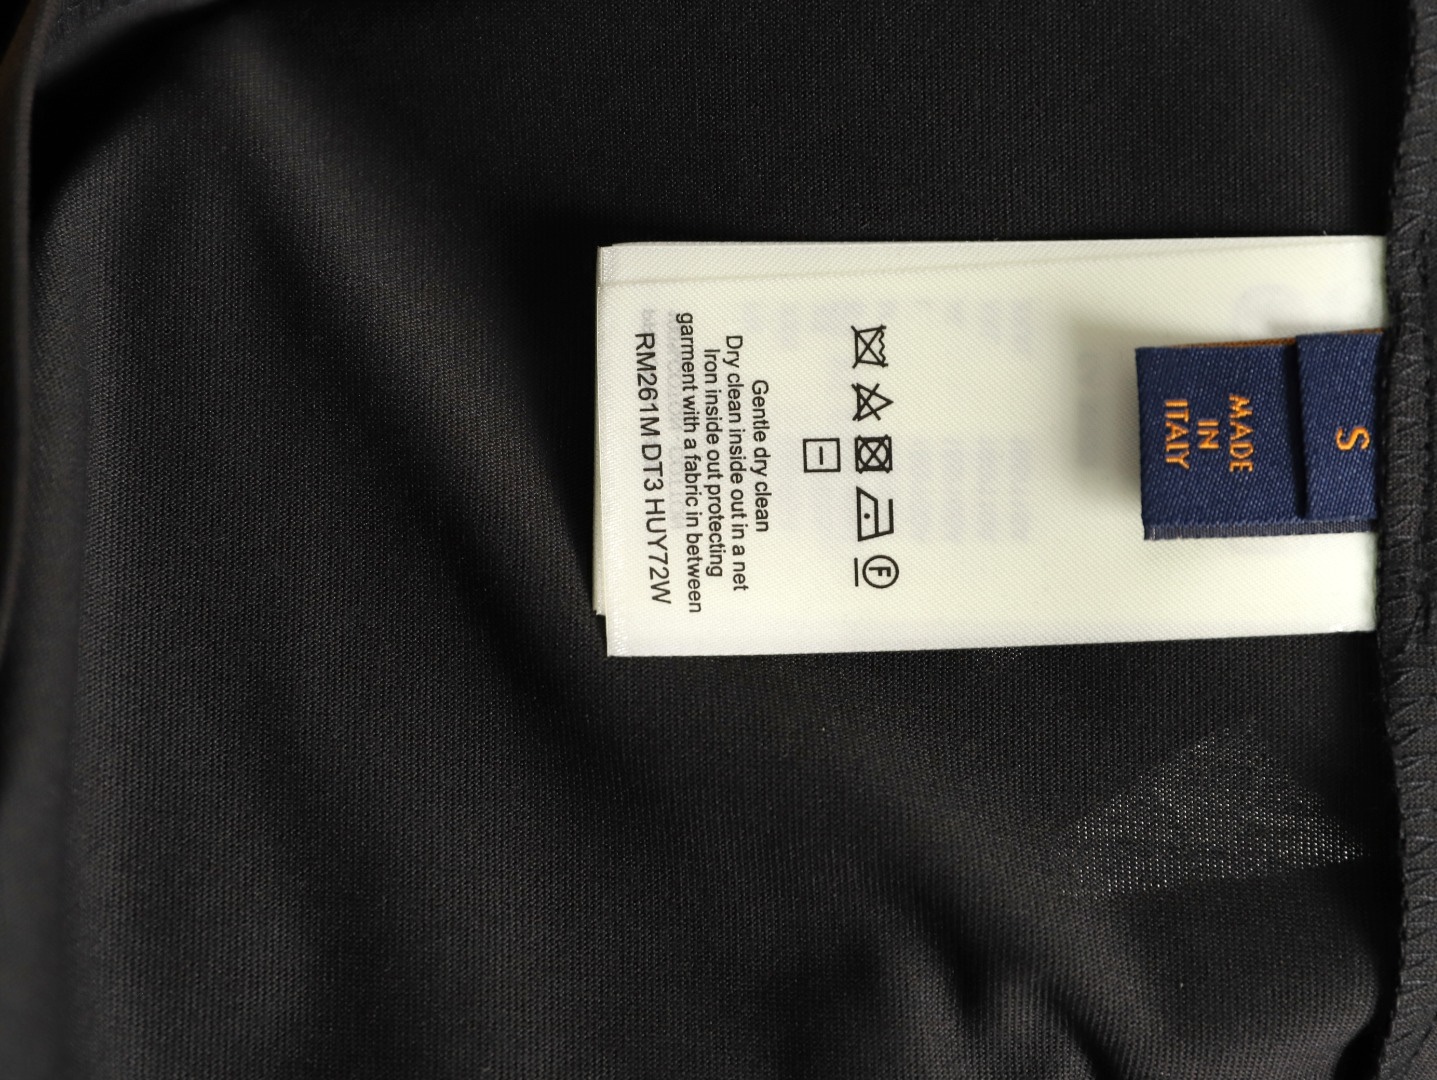 S
MADE
IN
ITALY
F
Gentle dry clean
Dry clean inside out in a net
Iron inside out protecting
garment with a fabric in between
RM261M DT3 HUY72W